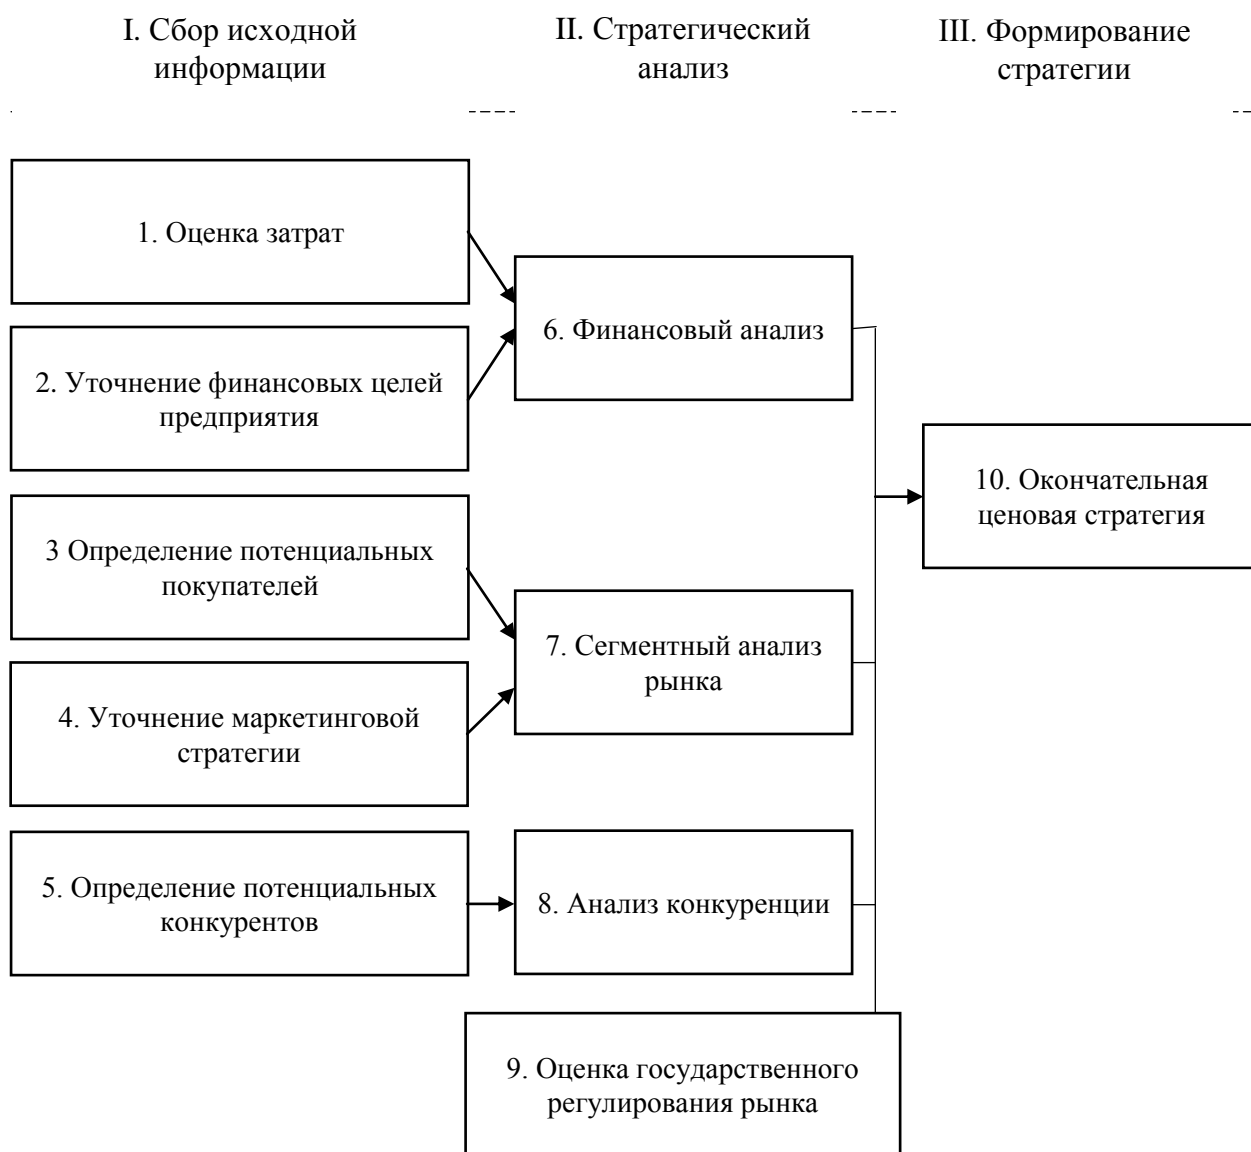 I. Сбор исходной
информации
II. Стратегический
анализ
III. Формирование
стратегии
1. Оценка затрат
2. Уточнение финансовых целей
предприятия
3 Определение потенциальных
покупателей
4. Уточнение маркетинговой
стратегии
5. Определение потенциальных
конкурентов
6. Финансовый анализ
7. Сегментный анализ
рынка
8. Анализ конкуренции
9. Оценка государственного
регулирования рынка
10. Окончательная
ценовая стратегия